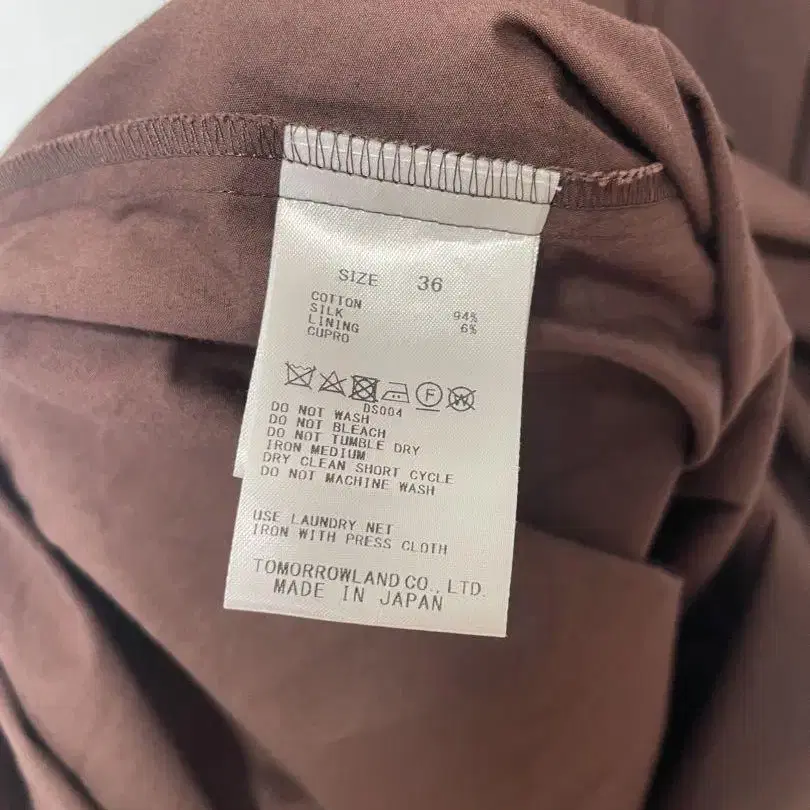 SIZE 36
COTTON 94%
SILK 6%
LINING
CUPRO
F W
DS004
DO NOT WASH
DO NOT BLEACH
DO NOT TUMBLE DRY
IRON MEDIUM
DRY CLEAN SHORT CYCLE
DO NOT MACHINE WASH
USE LAUNDRY NET
IRON WITH PRESS CLOTH
TOMORROWLAND CO., LTD.
MADE IN JAPAN